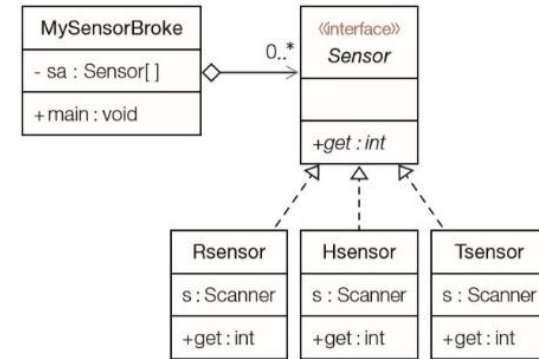 MySensorBroke
- sa : Sensor[ ]
+ main : void
0..*
«interface»
Sensor
+get : int
Rsensor
s : Scanner
+get : int
Hsensor
s : Scanner
+get : int
Tsensor
s : Scanner
+get : int